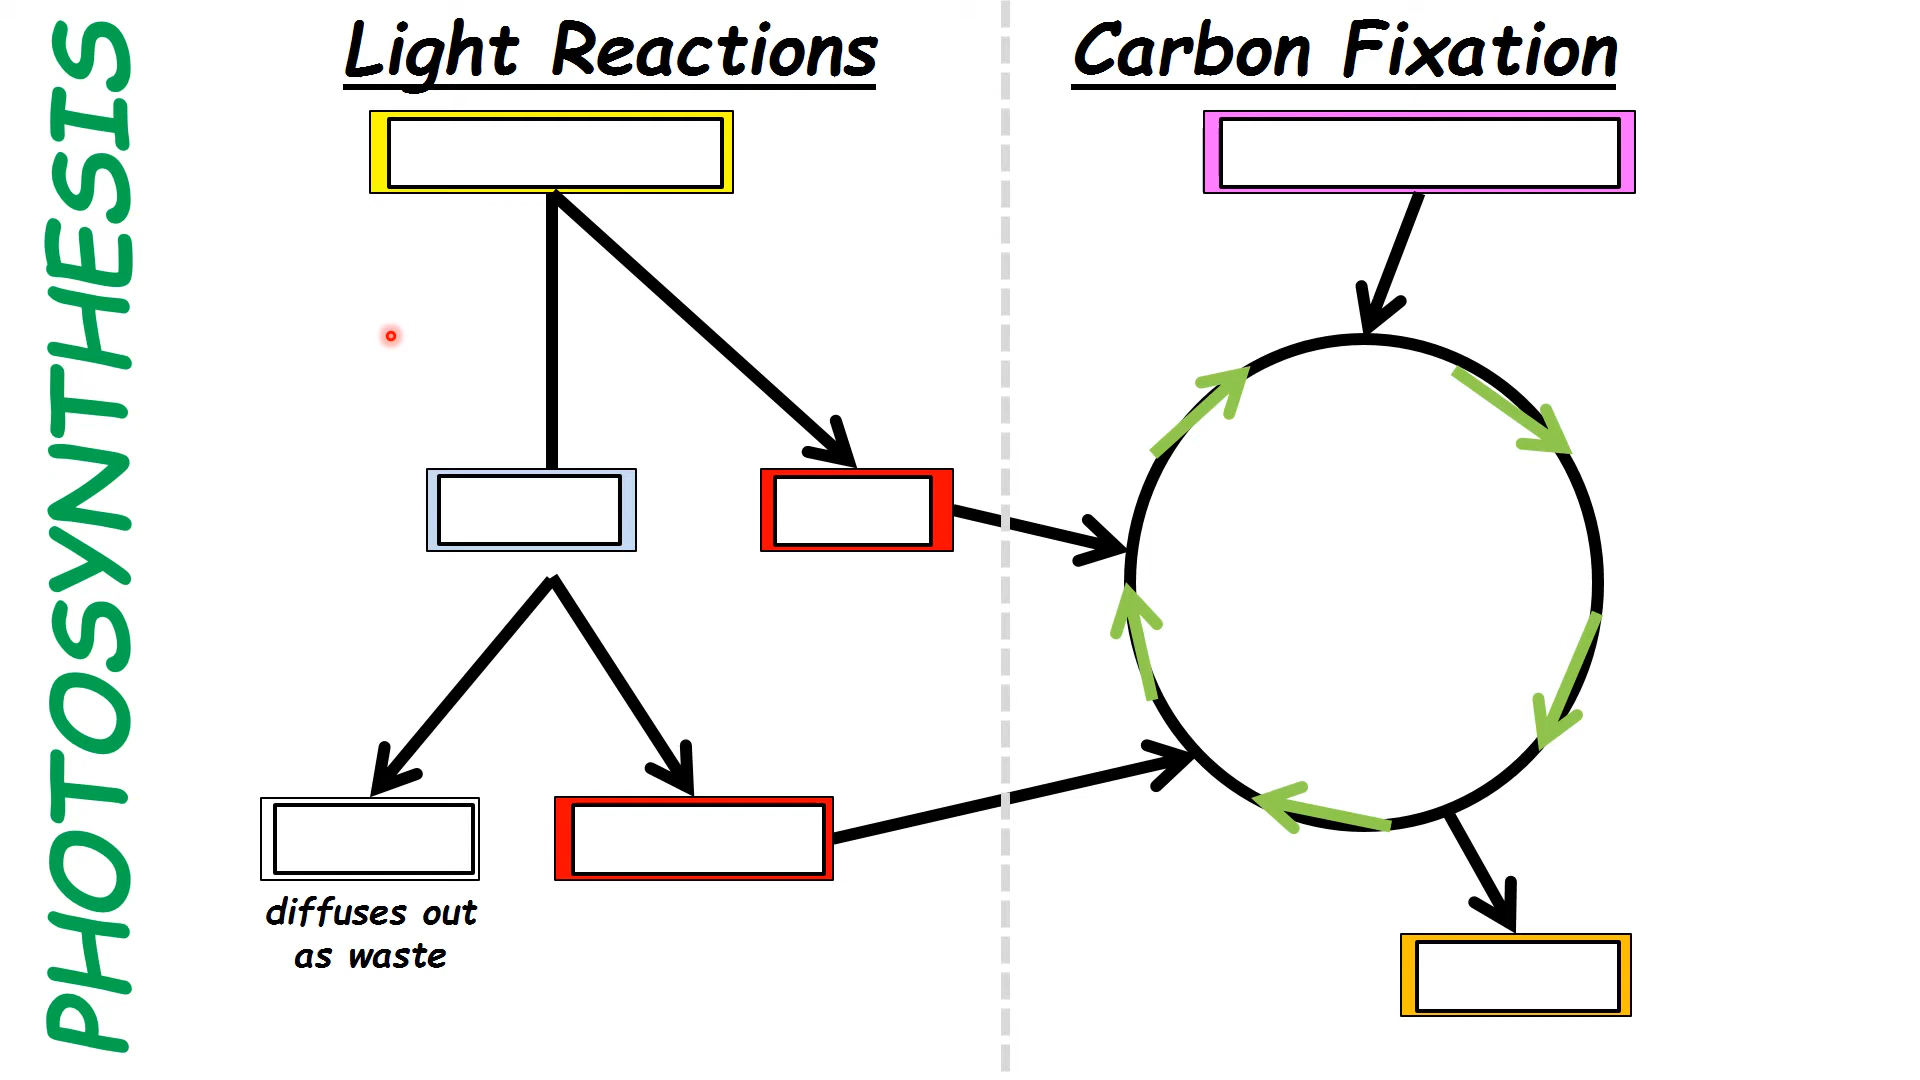 PHOTOSYNTHESIS
Light Reactions
Carbon Fixation
diffuses out
as waste